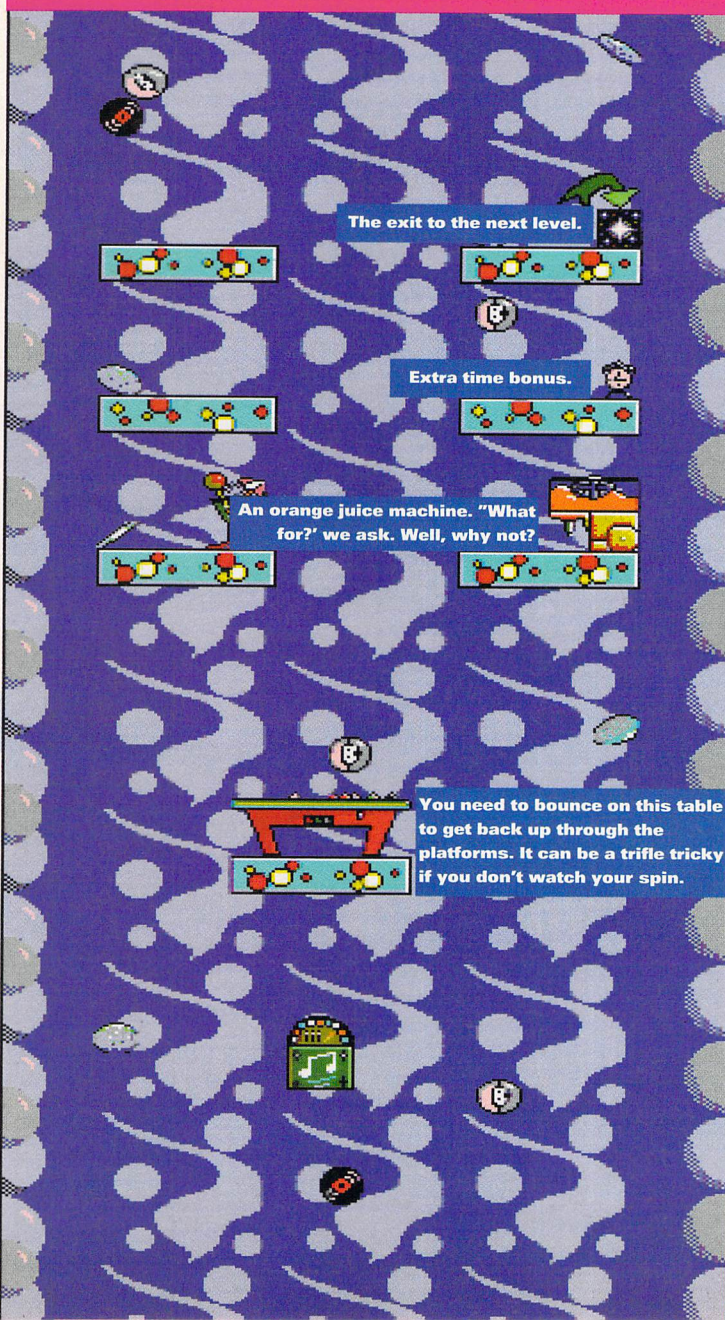 The exit to the next level.
Extra time bonus.
An orange juice machine. "What
for?' we ask. Well, why not?
You need to bounce on this table
to get back up through the
platforms. It can be a trifle tricky
if you don't watch your spin.